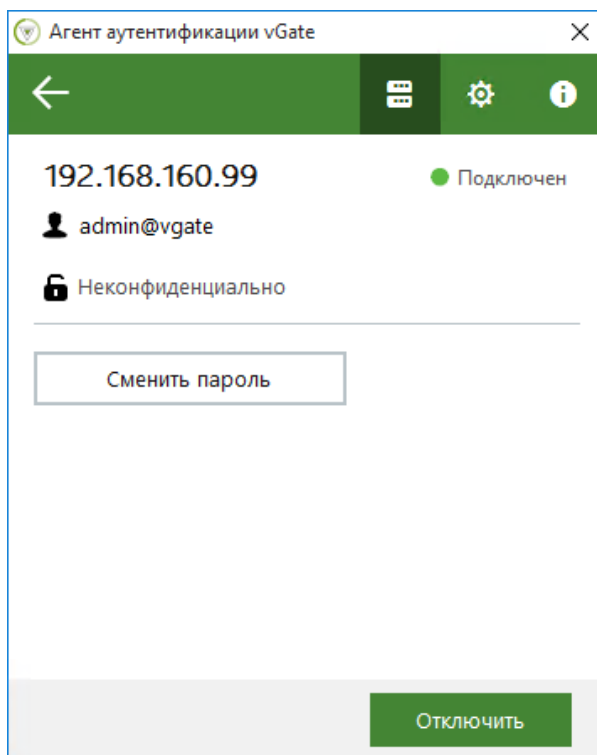 Агент аутентификации vGate
192.168.160.99
Подключен
admin@vgate
Неконфиденциально
Сменить пароль
Отключить